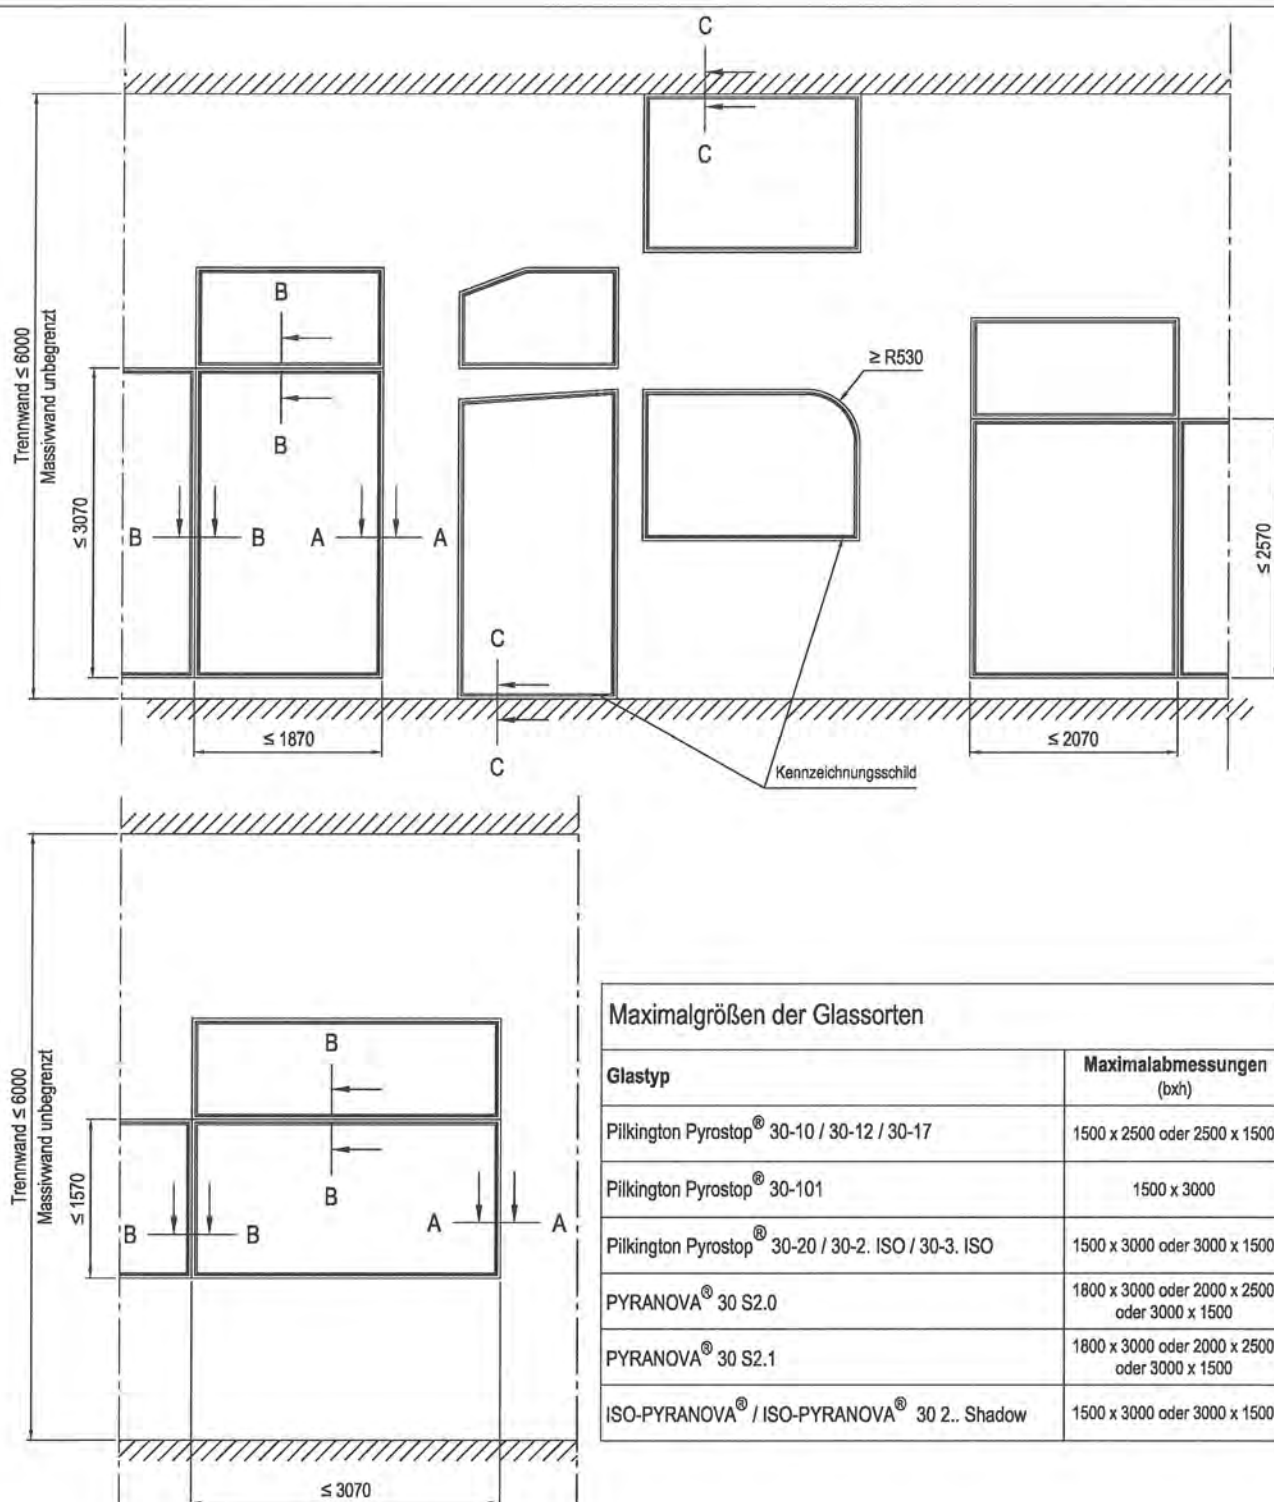 C
C
Trennwand ≤ 6000
Massivwand unbegrenzt
≤ 3070
B
B
B
B
A
A
≥ R530
≤ 2570
C
C
≤ 1870
≤ 2070
Kennzeichnungsschild
Trennwand ≤ 6000
Massivwand unbegrenzt
≤ 1570
B
B
B
B
A
A
≤ 3070
Maximalgrößen der Glassorten
Glastyp
Maximalabmessungen
(bxh)
Pilkington Pyrostop® 30-10 / 30-12 / 30-17
1500 x 2500 oder 2500 x 1500
Pilkington Pyrostop® 30-101
1500 x 3000
Pilkington Pyrostop® 30-20 / 30-2. ISO / 30-3. ISO
1500 x 3000 oder 3000 x 1500
PYRANOVA® 30 S2.0
1800 x 3000 oder 2000 x 2500
oder 3000 x 1500
PYRANOVA® 30 S2.1
1800 x 3000 oder 2000 x 2500
oder 3000 x 1500
ISO-PYRANOVA® / ISO-PYRANOVA® 30 2.. Shadow
1500 x 3000 oder 3000 x 1500